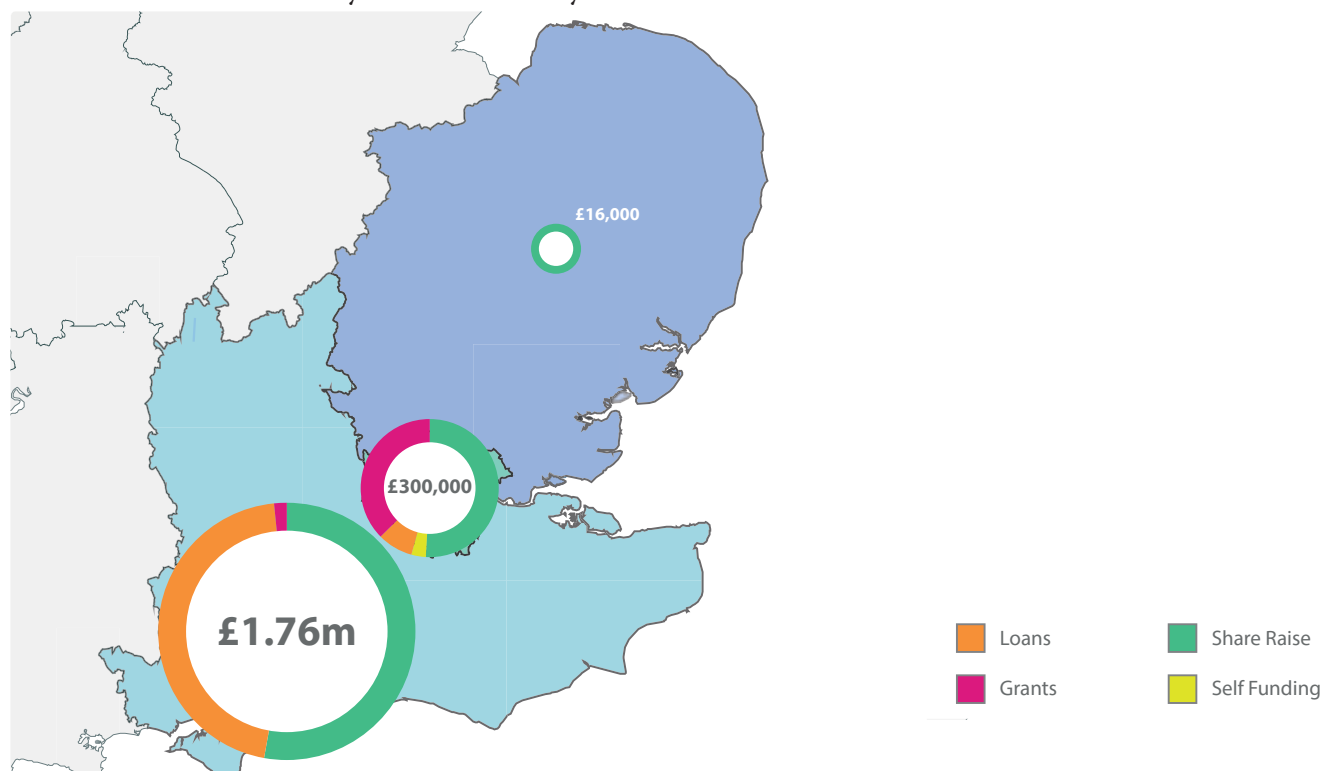 £16,000
£300,000
£1.76m
Loans
Share Raise
Grants
Self Funding